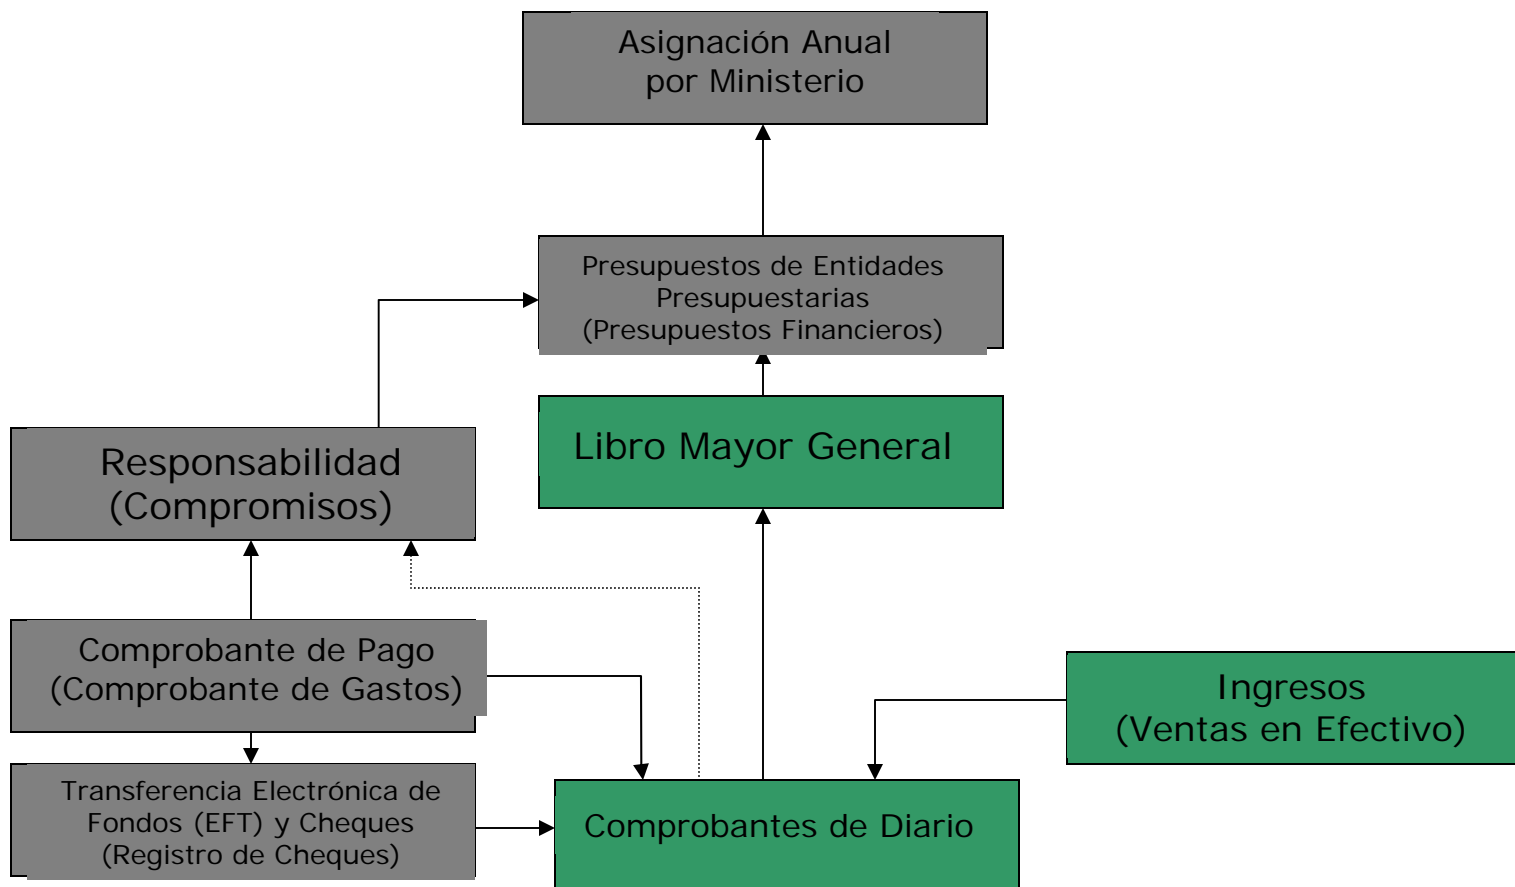 Asignación Anual
por Ministerio
Presupuestos de Entidades
Presupuestarias
(Presupuestos Financieros)
Libro Mayor General
Responsabilidad
(Compromisos)
Comprobante de Pago
(Comprobante de Gastos)
Ingresos
(Ventas en Efectivo)
Transferencia Electrónica de
Fondos (EFT) y Cheques
(Registro de Cheques)
Comprobantes de Diario